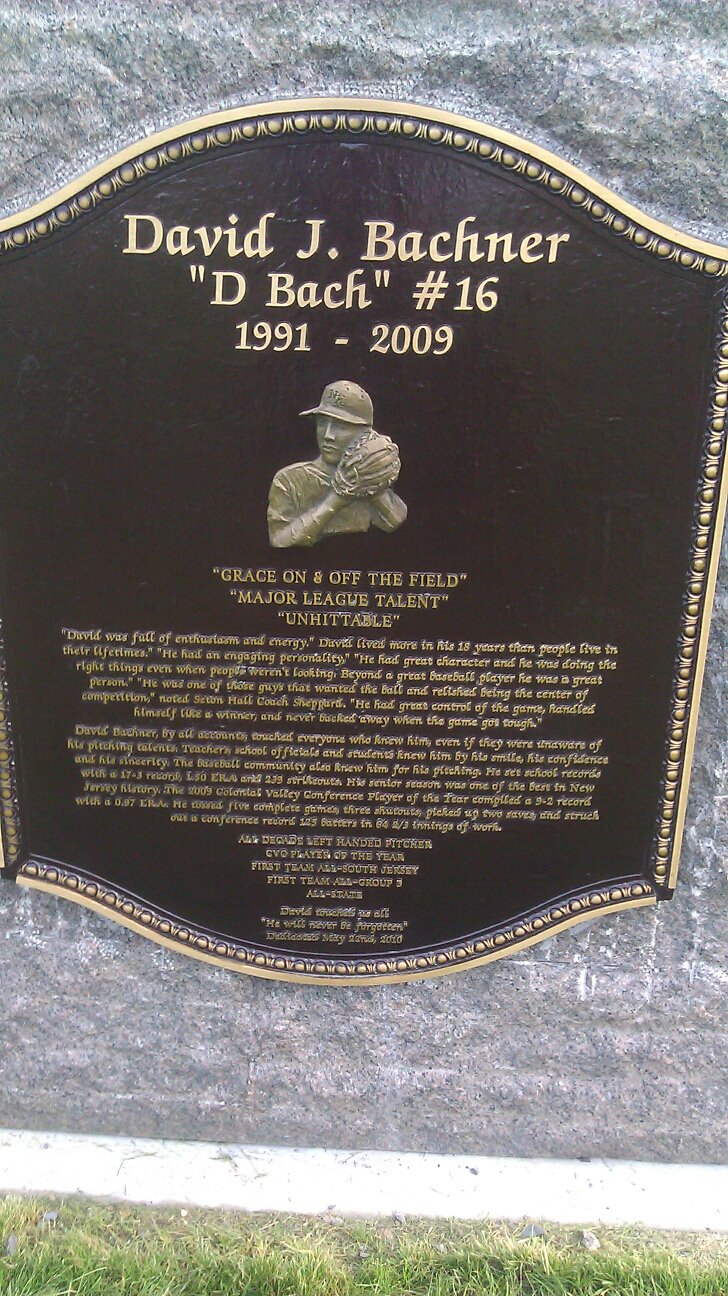 David J. Bachner
"D Bach" #16
1991 - 2009
"GRACE ON & OFF THE FIELD"
"MAJOR LEAGUE TALENT"
"UNHITTABLE"
"David was full of enthusiasm and energy." David lived more in his 18 years than people live in
their lifetimes." "He had an engaging personality." "He had great character and he was doing the
right things even when people weren't looking. Beyond a great baseball player he was a great
person." "He was one of those guys that wanted the ball and relished being the center of
competition," noted Seton Hall Coach Sheppard. "He had great control of the game, handled
himself like a winner, and never backed away when the game got tough."
David Bachner, by all accounts, touched everyone who knew him, even if they were unaware of
his pitching talents. Teachers, school officials and students knew him by his smile, his confidence
and his sincerity. The baseball community also knew him for his pitching. He set school records
with a 17-3 record, 1.50 ERA and 239 strikeouts. His senior season was one of the best in New
Jersey history. The 2009 Colonial Valley Conference Player of the Year compiled a 9-2 record
with a 0.87 ERA. He tossed five complete games, three shutouts, picked up two saves, and struck
out a conference record 125 batters in 64 2/3 innings of work.
ALL DECADE LEFT HANDED PITCHER
CVC PLAYER OF THE YEAR
FIRST TEAM ALL-SOUTH JERSEY
FIRST TEAM ALL-GROUP 3
ALL-STATE
David touched us all
"He will never be forgotten"
Dedicated May 22nd, 2010